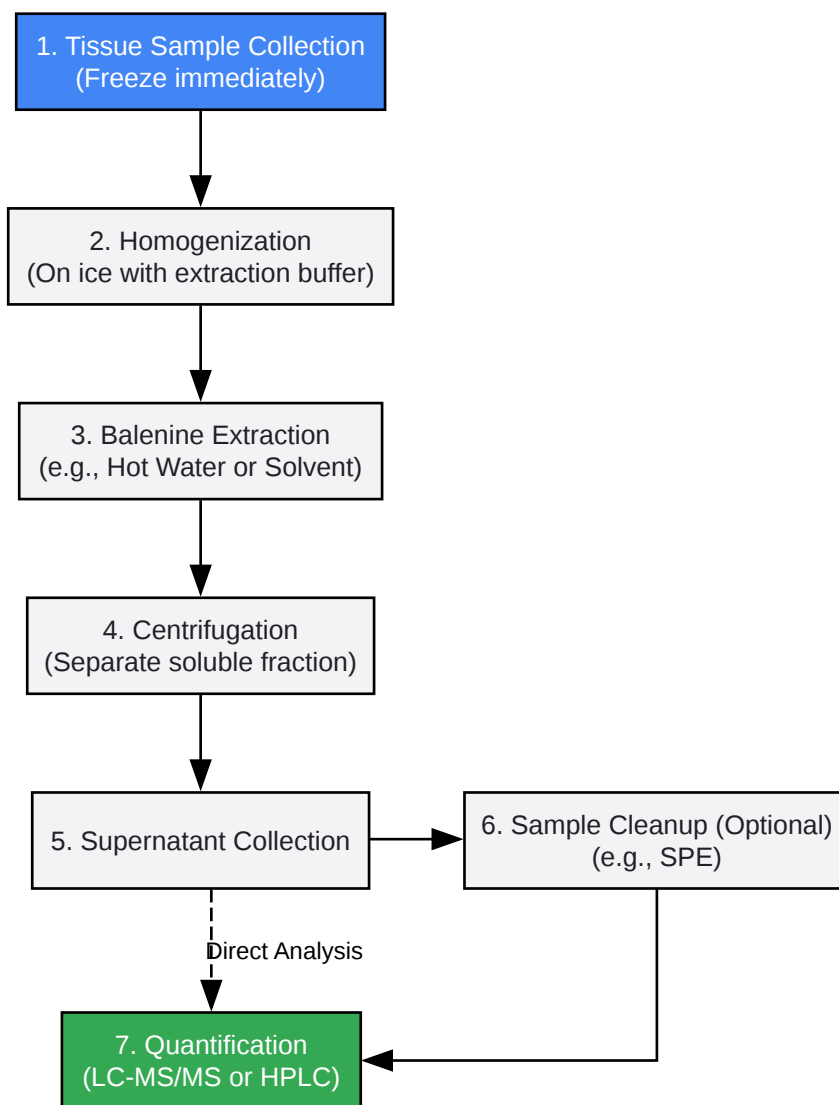 1. Tissue Sample Collection
(Freeze immediately)
2. Homogenization
(On ice with extraction buffer)
3. Balenine Extraction
(e.g., Hot Water or Solvent)
4. Centrifugation
(Separate soluble fraction)
5. Supernatant Collection
6. Sample Cleanup (Optional)
(e.g., SPE)
Direct Analysis
7. Quantification
(LC-MS/MS or HPLC)